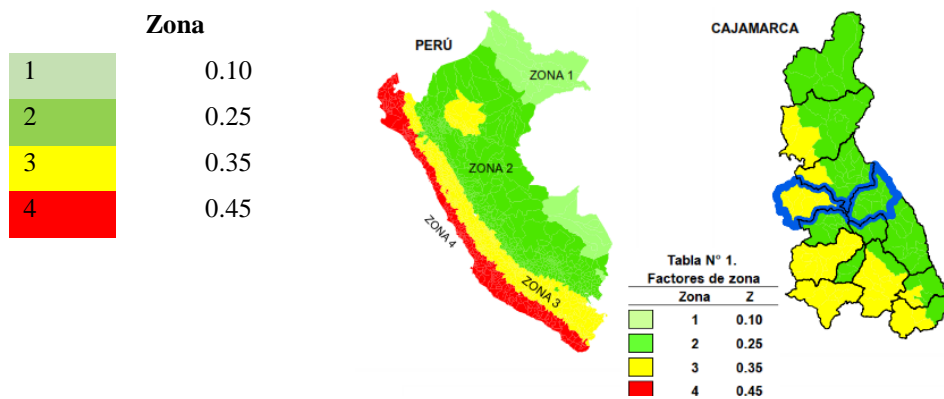 Zona
1 0.10
2 0.25
3 0.35
4 0.45
PERÚ
ZONA 1
ZONA 2
ZONA 4
ZONA 3
CAJAMARCA
Tabla N° 1.
Factores de zona
Zona Z
1 0.10
2 0.25
3 0.35
4 0.45